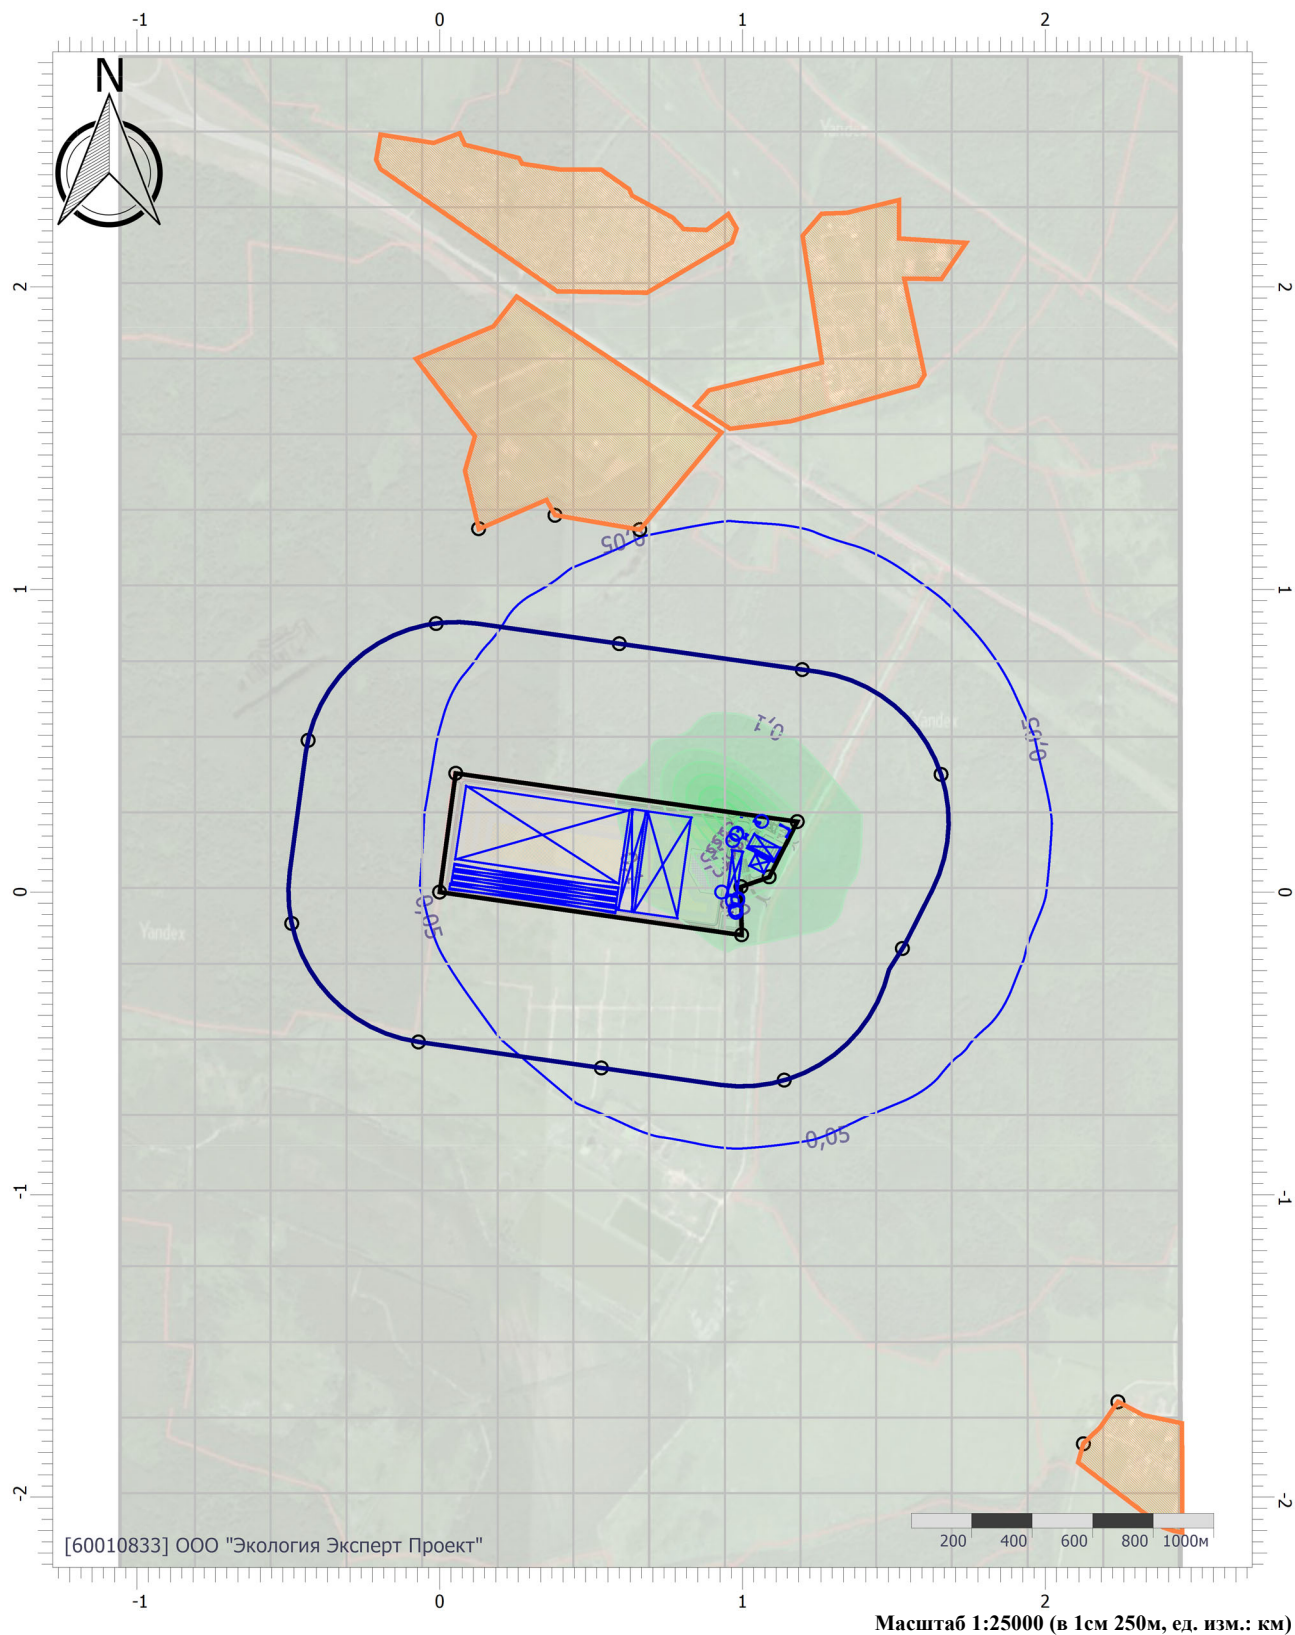 -1 0 1 2
N
Yandex
2 2
0,05
1 1
0,1
Yandex
0,05
0 0
0,05
Yandex
0,05
-1 -1
-2 -2
200 400 600 800 1000м
[60010833] ООО "Экология Эксперт Проект"
-1 0 1 2
Масштаб 1:25000 (в 1см 250м, ед. изм.: км)